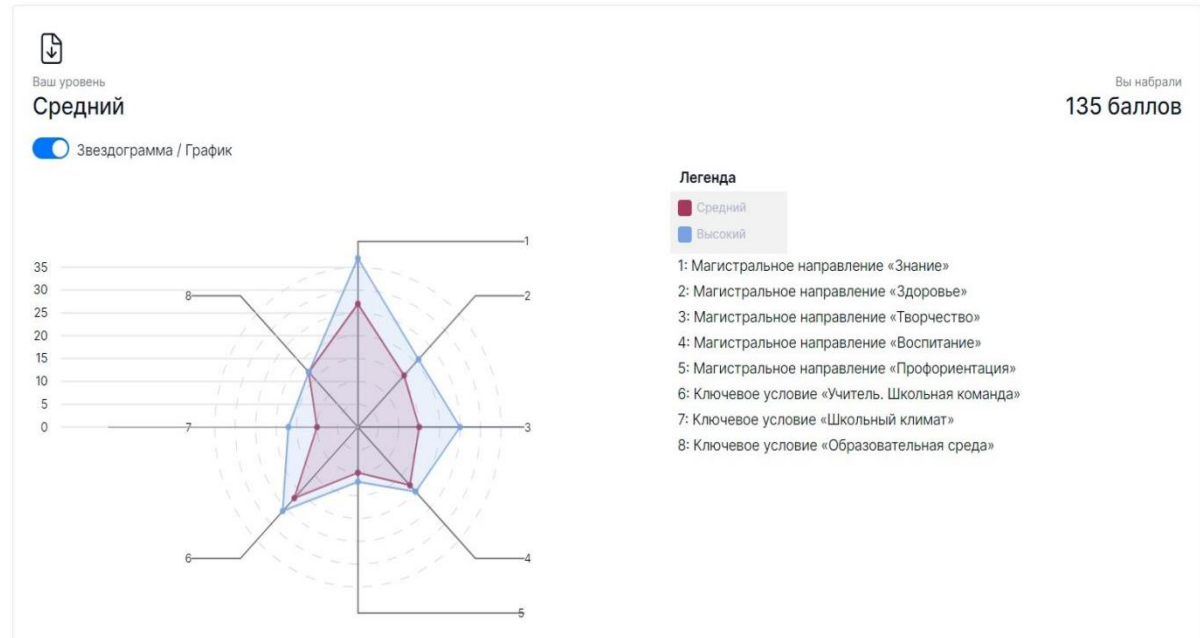 Ваш уровень
Средний
Вы набрали
135 баллов
Звездограмма / График
Легенда
Средний
Высокий
1: Магистральное направление «Знание»
2: Магистральное направление «Здоровье»
3: Магистральное направление «Творчество»
4: Магистральное направление «Воспитание»
5: Магистральное направление «Профориентация»
6: Ключевое условие «Учитель. Школьная команда»
7: Ключевое условие «Школьный климат»
8: Ключевое условие «Образовательная среда»
35
30
25
20
15
10
5
0
1
2
3
4
5
6
7
8